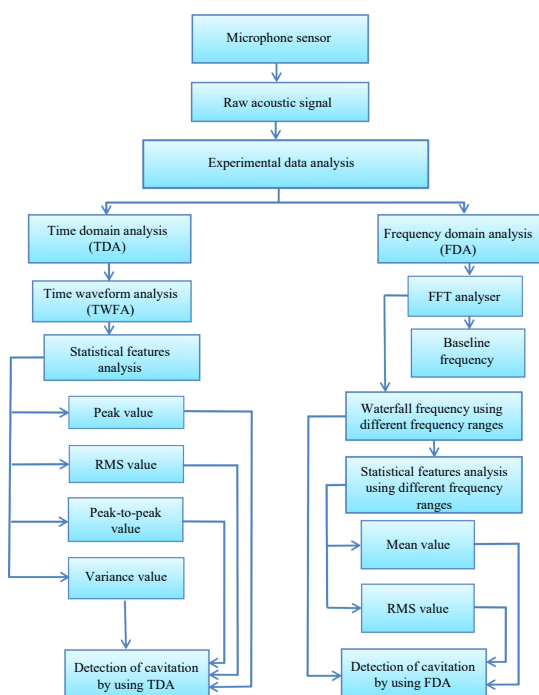 Microphone sensor
Raw acoustic signal
Experimental data analysis
Time domain analysis
(TDA)
Time waveform analysis
(TWFA)
Statistical features
analysis
Peak value
RMS value
Peak-to-peak
value
Variance value
Detection of cavitation
by using TDA
Frequency domain analysis
(FDA)
FFT analyser
Baseline
frequency
Waterfall frequency using
different frequency ranges
Statistical features analysis
using different frequency
ranges
Mean value
RMS value
Detection of cavitation
by using FDA